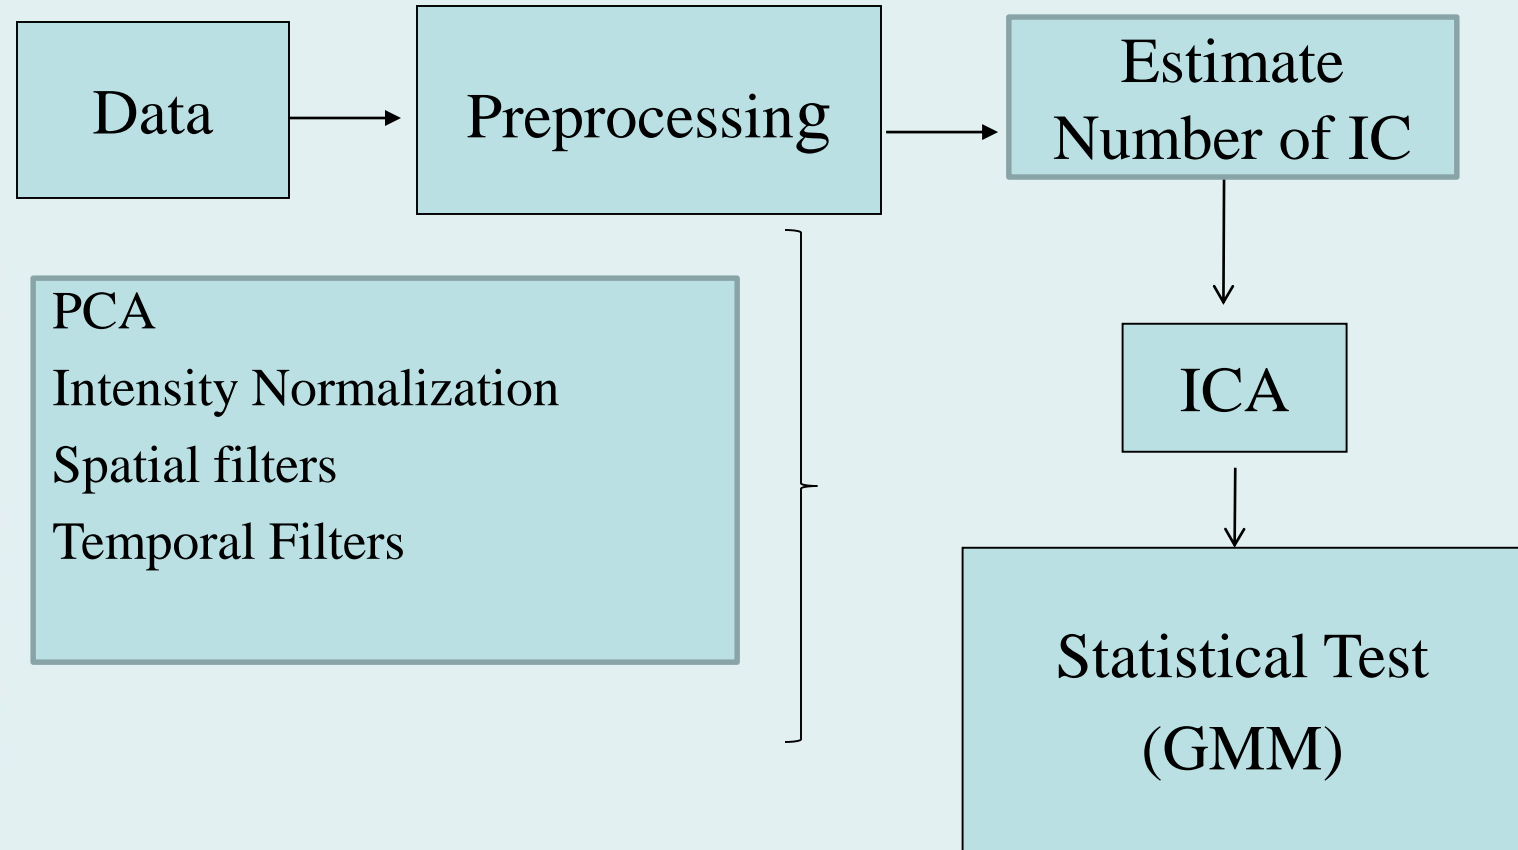 Data
Preprocessing
Estimate
Number of IC
PCA
Intensity Normalization
Spatial filters
Temporal Filters
ICA
Statistical Test
(GMM)